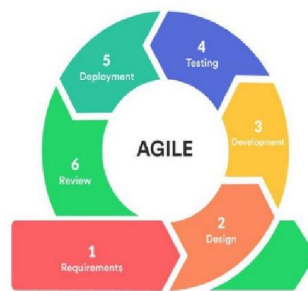 AGILE
1
Requirements
2
Design
3
Development
4
Testing
5
Deployment
6
Review